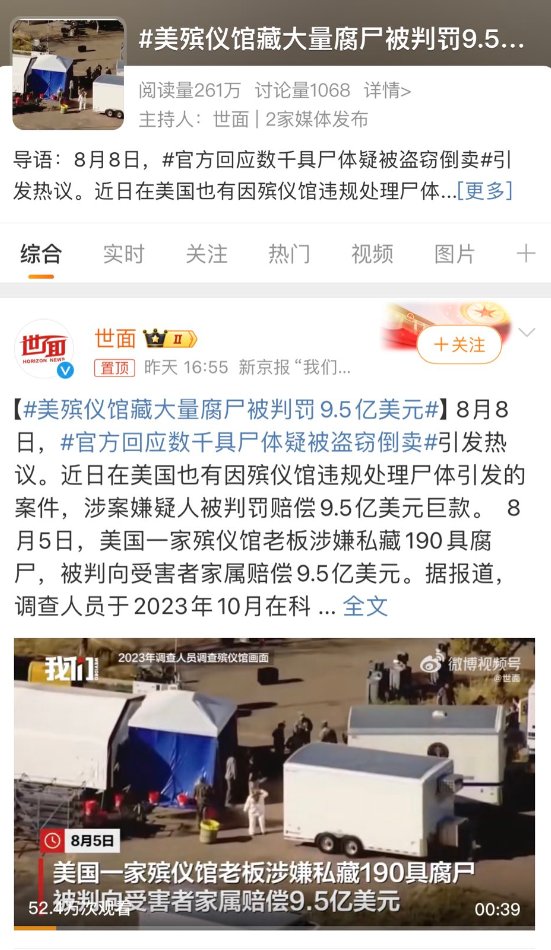 #美殡仪馆藏大量腐尸被判罚9.5...
阅读量261万 讨论量1068 详情>
主持人：世面 | 2家媒体发布
导语：8月8日，#官方回应数千具尸体疑被盗窃倒卖#引
发热议。近日在美国也有因殡仪馆违规处理尸体...[更多]
综合 实时 关注 热门 视频 图片
世面
HORIZON NEWS
世面 II
+关注
置顶 昨天 16:55 新京报“我们...
【#美殡仪馆藏大量腐尸被判罚 9.5亿美元#】8月8
日，#官方回应数千具尸体疑被盗窃倒卖#引发热
议。近日在美国也有因殡仪馆违规处理尸体引发的
案件，涉案嫌疑人被判罚赔偿9.5亿美元巨款。 8
月5日，美国一家殡仪馆老板涉嫌私藏190具腐
尸，被判向受害者家属赔偿9.5亿美元。据报道，
调查人员于2023年10月在科 ... 全文
我们
2023年调查人员调查殡仪馆画面
微博视频号
@世面
8月5日
美国一家殡仪馆老板涉嫌私藏190具腐尸
被判向受害者家属赔偿9.5亿美元
52.4万次观看
00:39